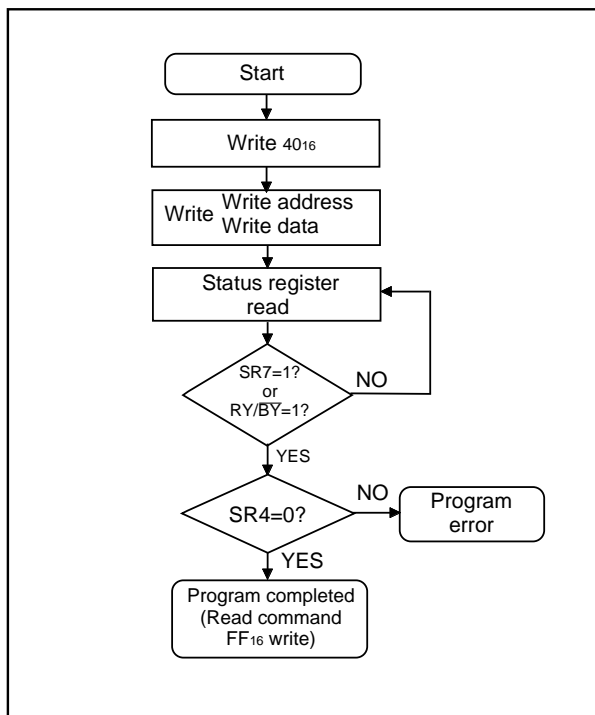 Start
Write 40₁₆
Write Write address
Write data
Status register
read
SR7=1?
or
RY/B̅Y̅=1?
NO
YES
SR4=0?
NO
Program
error
YES
Program completed
(Read command
FF₁₆ write)